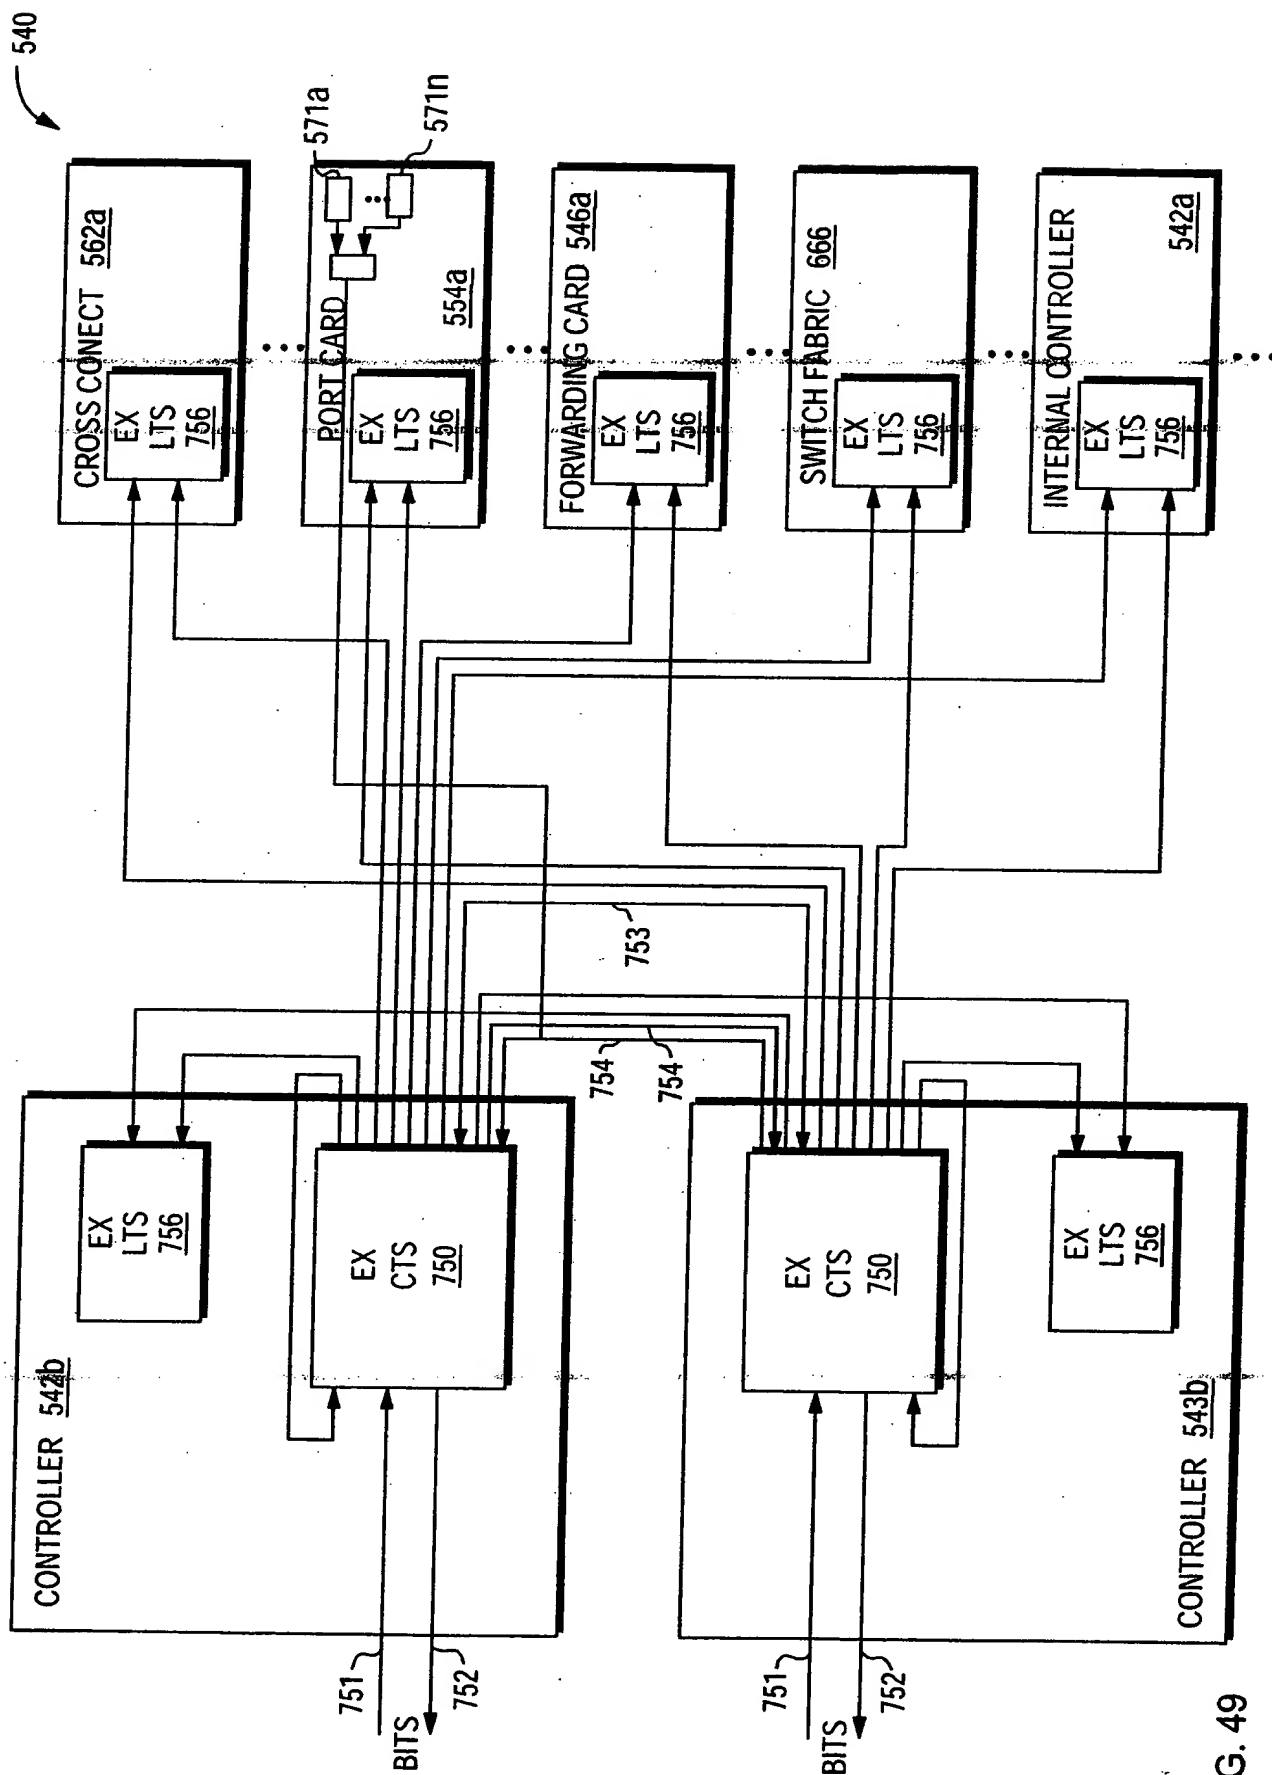 540
CROSS CONECT 562a
EX
LTS
756
571a
571n
PORT CARD
554a
EX
LTS
756
FORWARDING CARD 546a
EX
LTS
756
SWITCH FABRIC 666
EX
LTS
756
INTERNAL CONTROLLER
542a
EX
LTS
756
753
754
754
CONTROLLER 542b
EX
LTS
756
EX
CTS
750
751
BITS
752
CONTROLLER 543b
EX
CTS
750
EX
LTS
756
751
BITS
752
G. 49